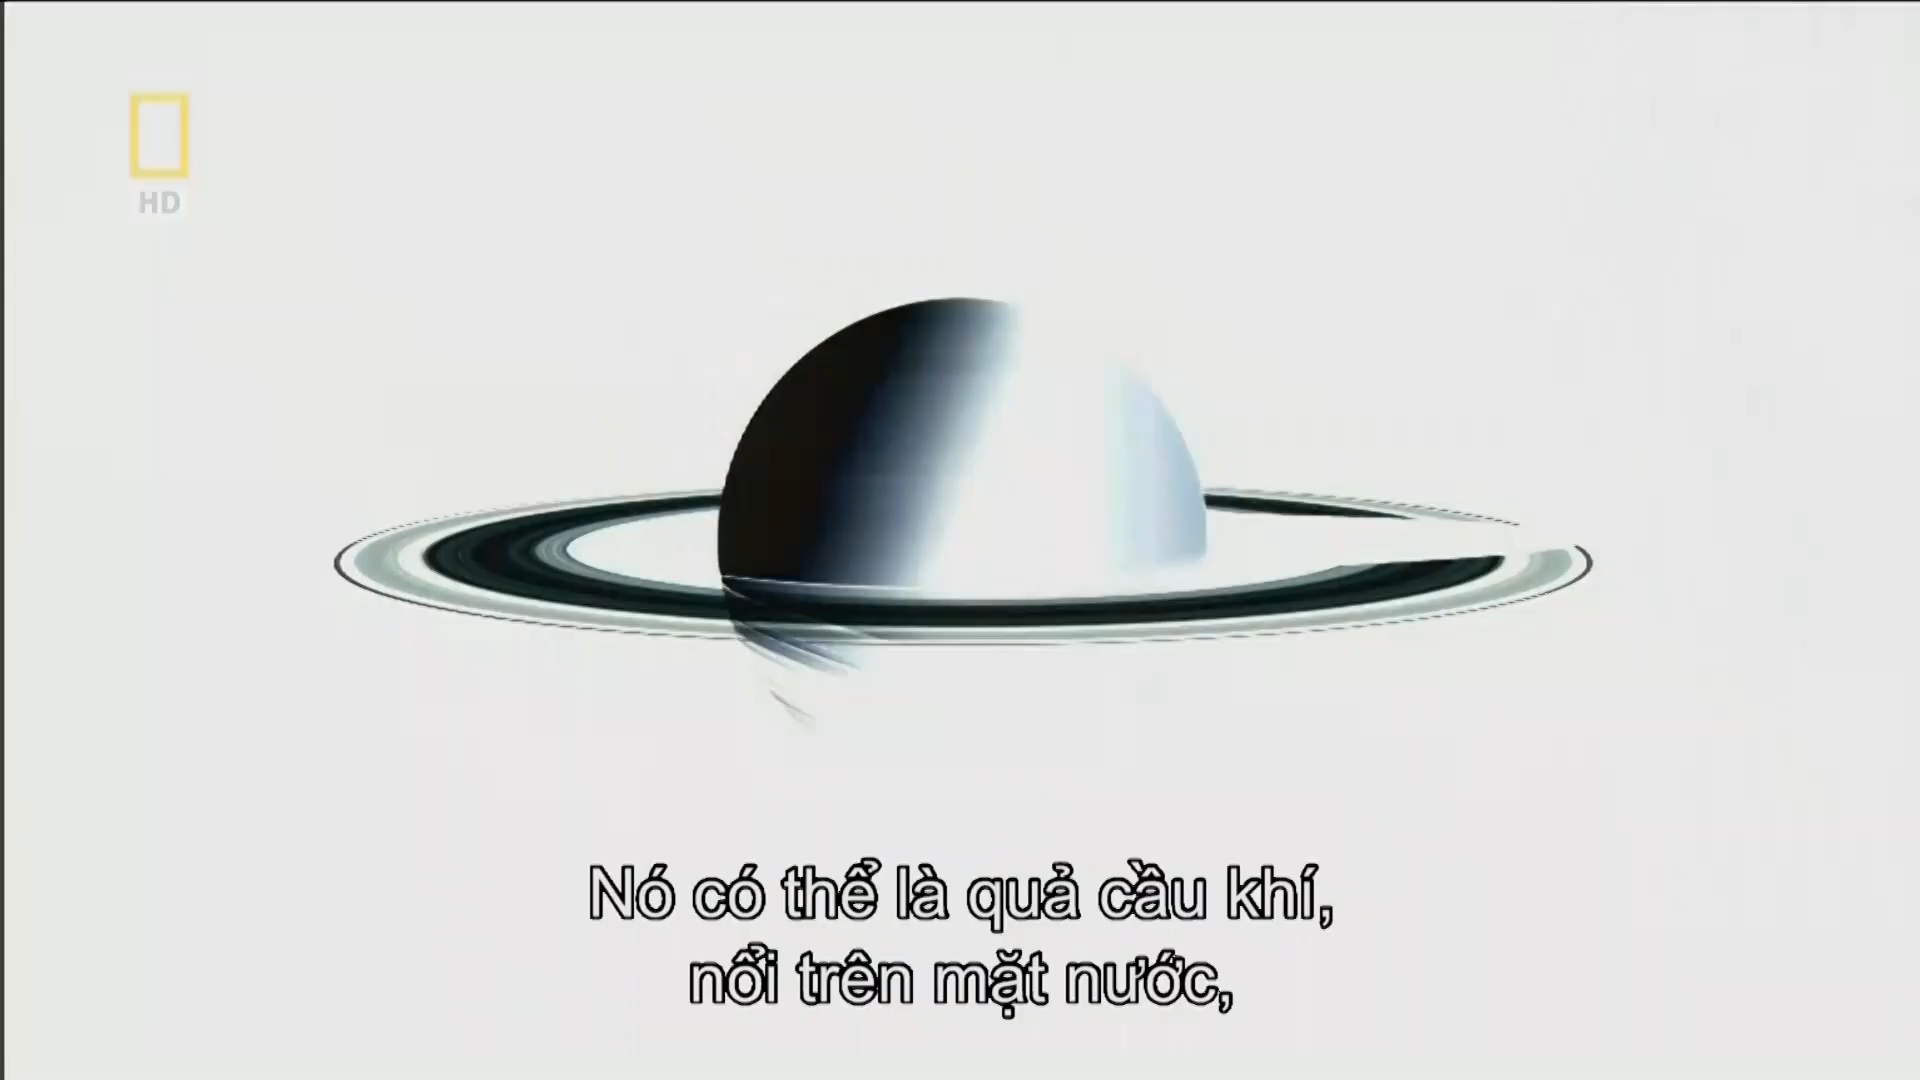 HD
Nó có thể là quả cầu khí,
nổi trên mặt nước,